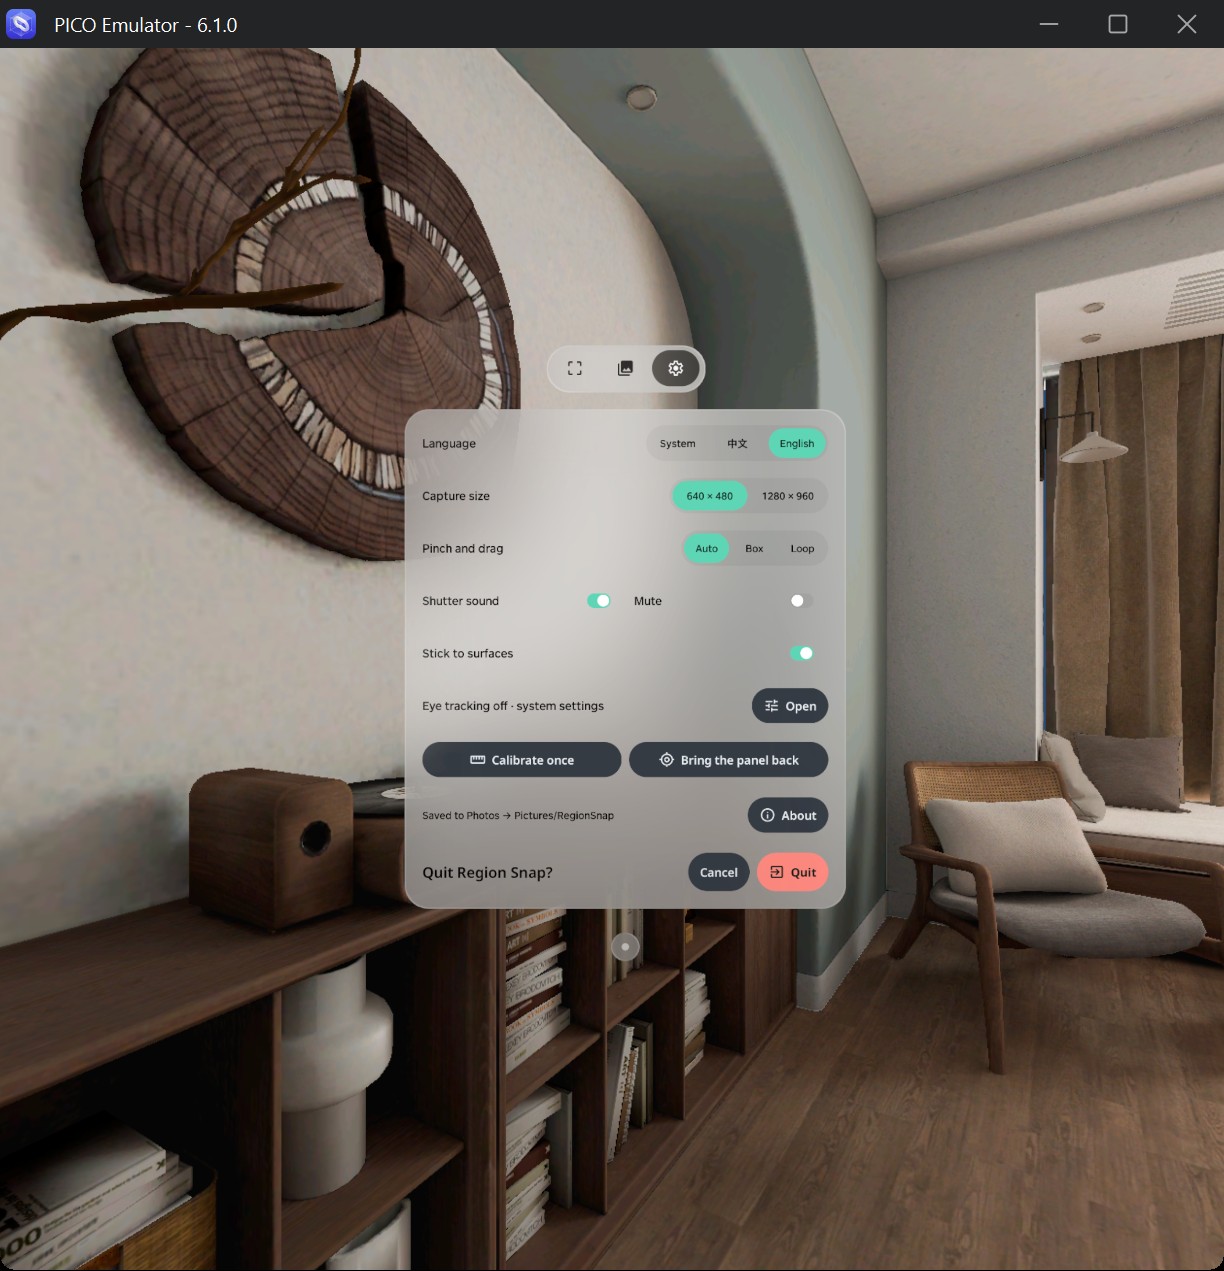 PICO Emulator - 6.1.0
Language
System 中文 English
Capture size
640 × 480 1280 × 960
Pinch and drag
Auto Box Loop
Shutter sound
Mute
Stick to surfaces
Eye tracking off · system settings
Open
Calibrate once
Bring the panel back
Saved to Photos → Pictures/RegionSnap
About
Quit Region Snap?
Cancel
Quit